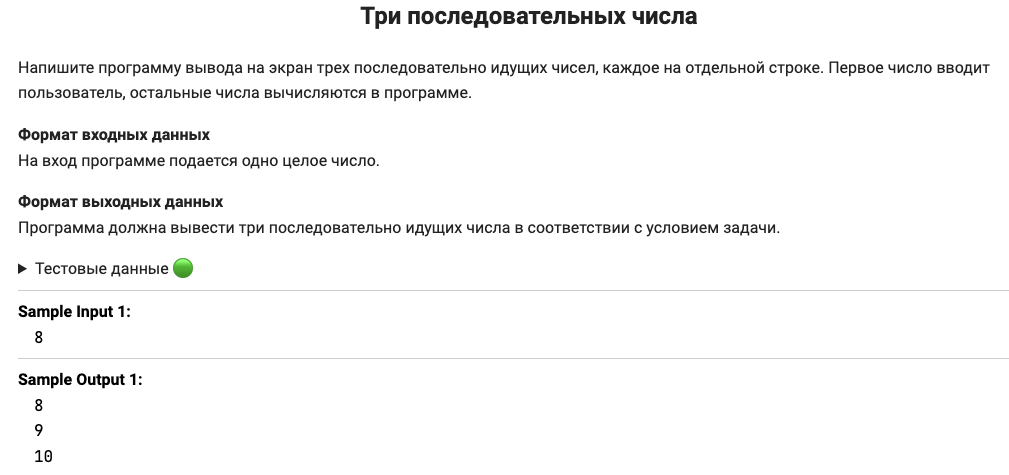 Три последовательных числа
Напишите программу вывода на экран трех последовательно идущих чисел, каждое на отдельной строке. Первое число вводит
пользователь, остальные числа вычисляются в программе.
Формат входных данных
На вход программе подается одно целое число.
Формат выходных данных
Программа должна вывести три последовательно идущих числа в соответствии с условием задачи.
▶ Тестовые данные 🟢
Sample Input 1:
8
Sample Output 1:
8
9
10